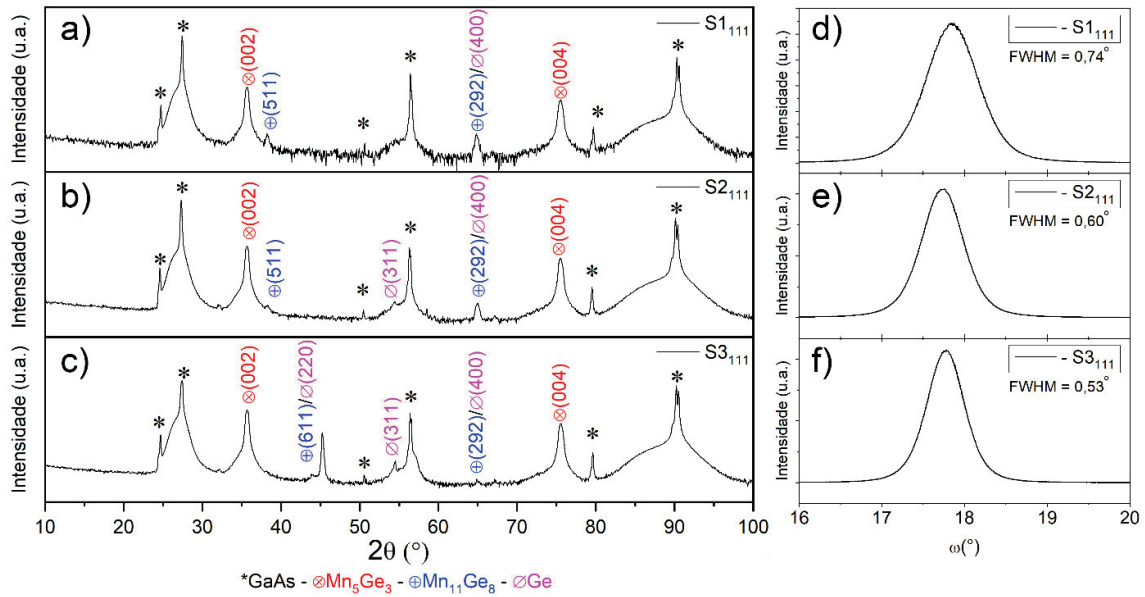 a)
Intensidade (u.a.)
* * ⊗(002) ⊕(511) * * ⊕(292)/∅(400) ⊗(004) * *
S1₁₁₁
b)
Intensidade (u.a.)
* * ⊗(002) ⊕(511) * ∅(311) * ⊕(292)/∅(400) ⊗(004) * *
S2₁₁₁
c)
Intensidade (u.a.)
* * ⊗(002) ⊕(611)/∅(220) * ∅(311) * ⊕(292)/∅(400) ⊗(004) * *
S3₁₁₁
10 20 30 40 50 60 70 80 90 100
2θ (°)
*GaAs - ⊗Mn₅Ge₃ - ⊕Mn₁₁Ge₈ - ∅Ge
d)
Intensidade (u.a.)
- S1₁₁₁
FWHM = 0,74°
e)
Intensidade (u.a.)
- S2₁₁₁
FWHM = 0,60°
f)
Intensidade (u.a.)
- S3₁₁₁
FWHM = 0,53°
16 17 18 19 20
ω(°)